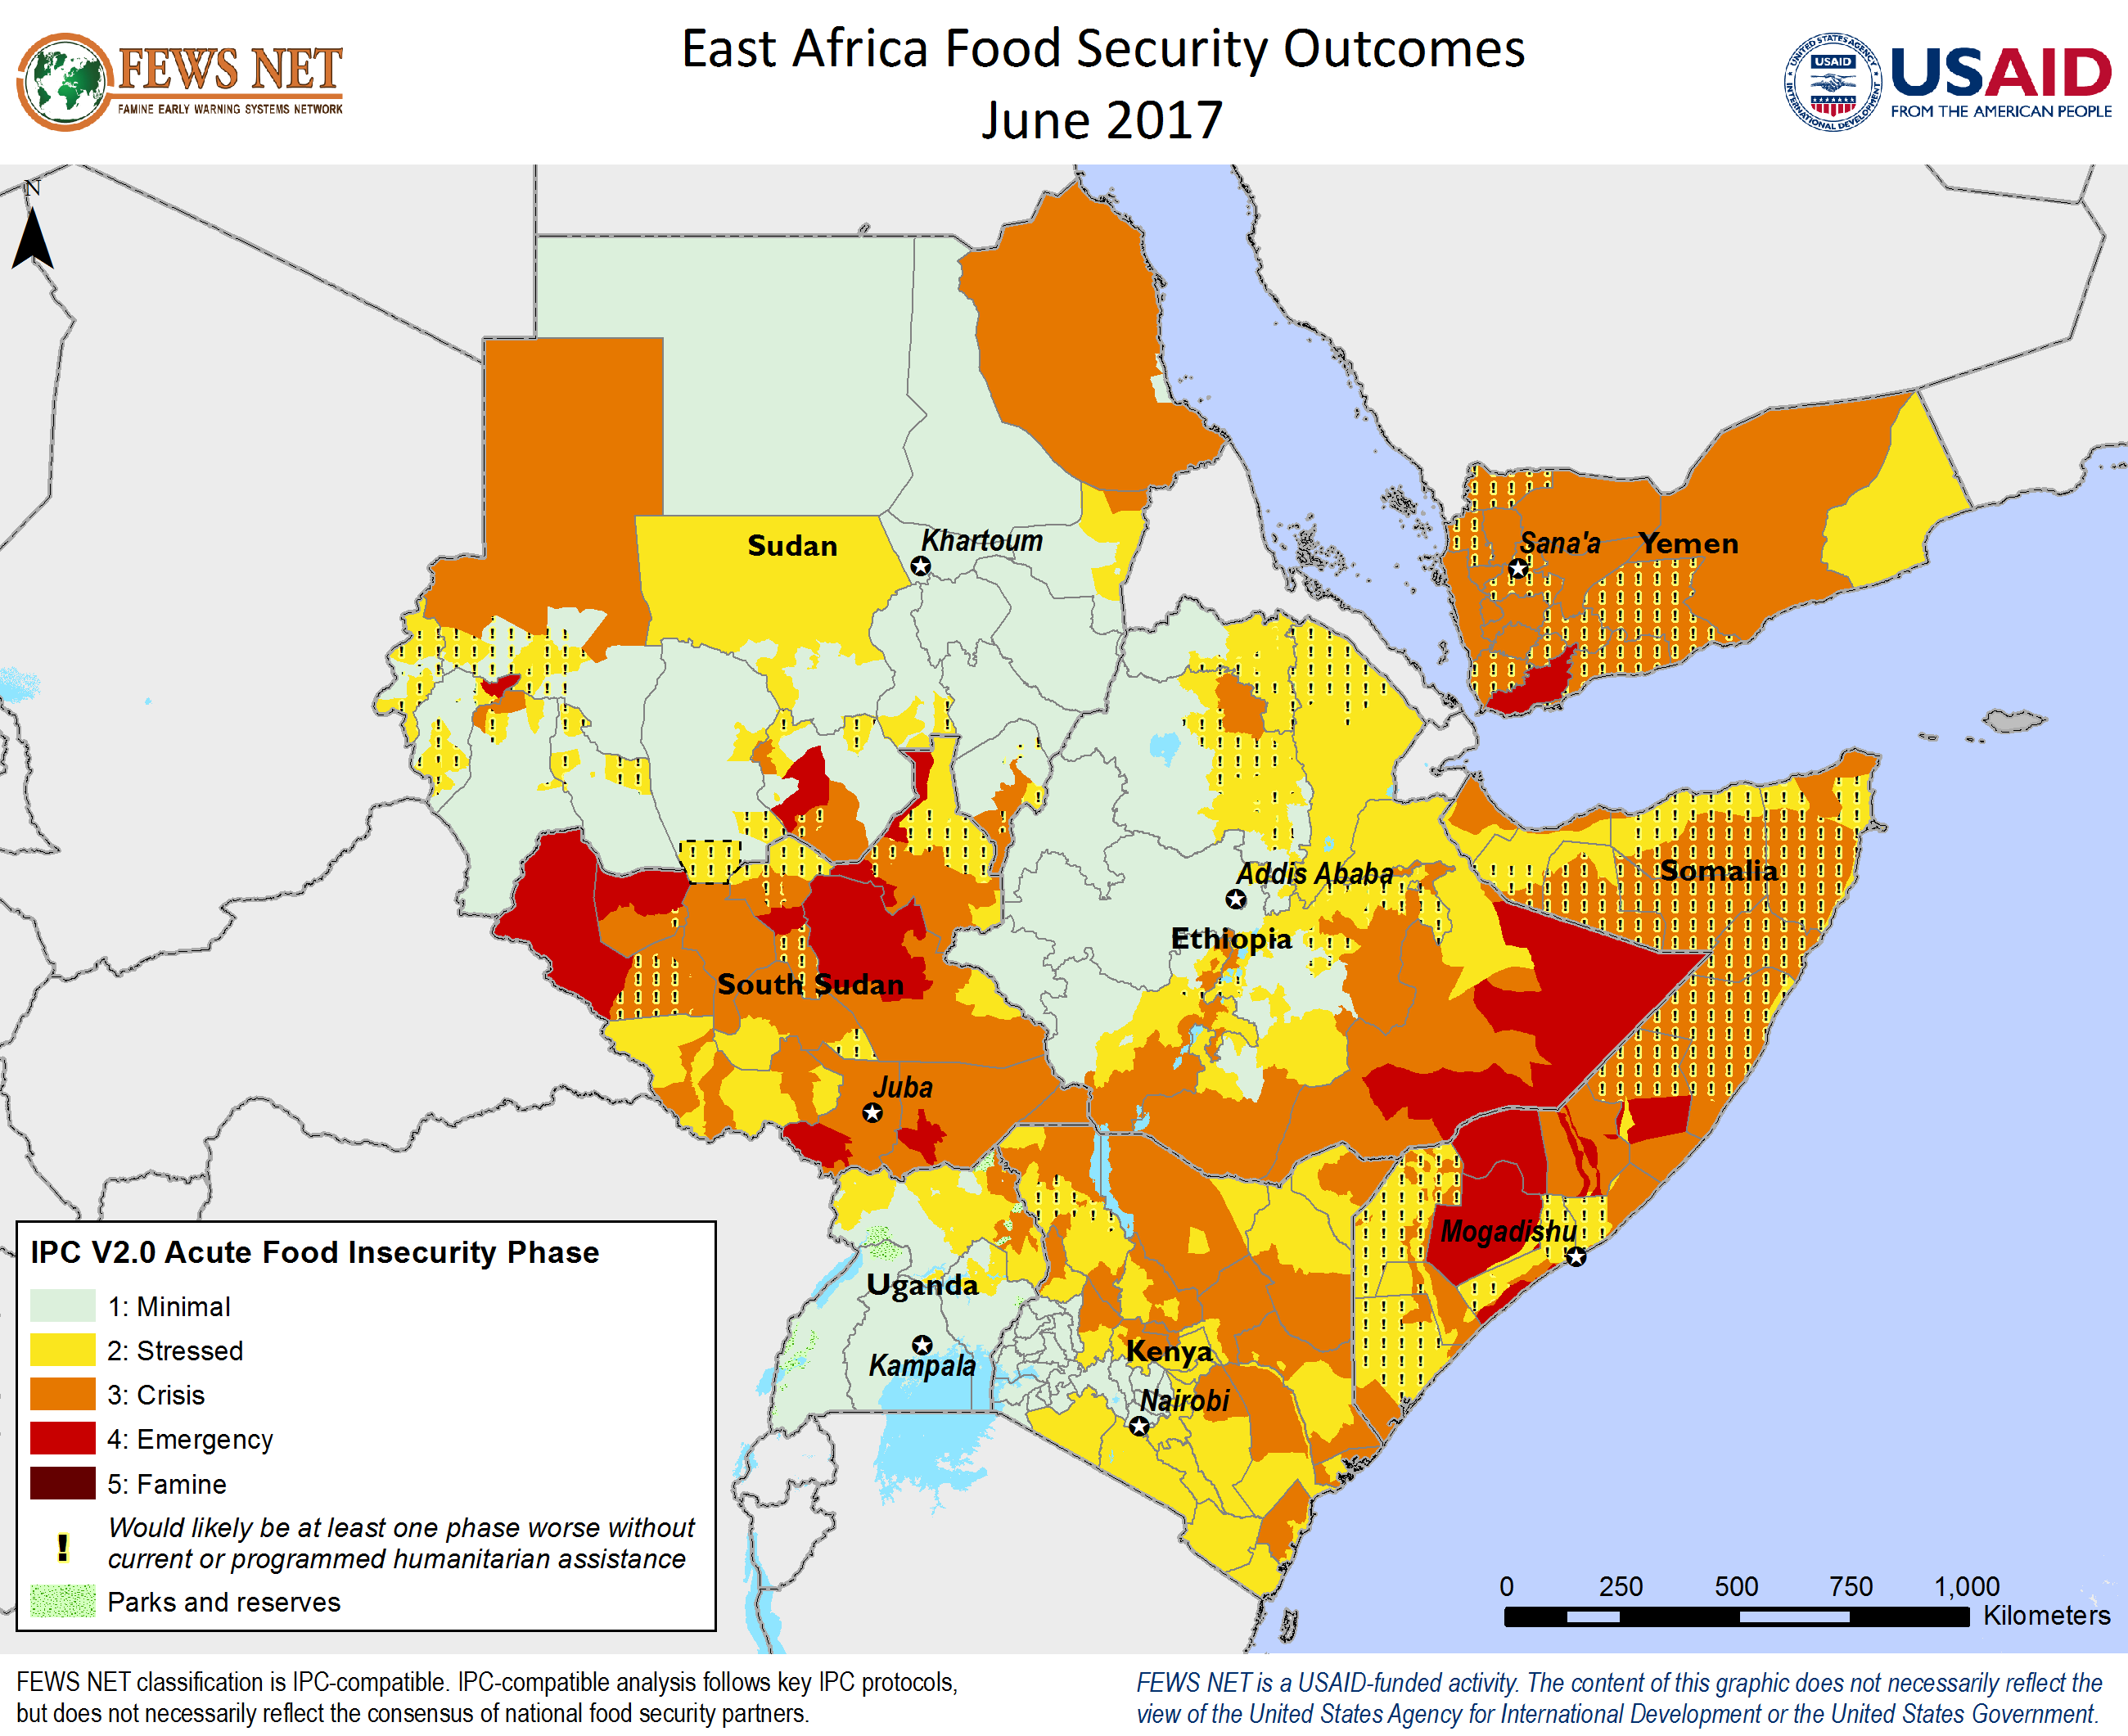 FEWS NET
FAMINE EARLY WARNING SYSTEMS NETWORK
East Africa Food Security Outcomes
June 2017
UNITED STATES AGENCY
USAID
INTERNATIONAL DEVELOPMENT
USAID
FROM THE AMERICAN PEOPLE
N
Sudan
Khartoum
Sana'a
Yemen
Somalia
Addis Ababa
Ethiopia
South Sudan
Juba
Mogadishu
Uganda
Kampala
Kenya
Nairobi
IPC V2.0 Acute Food Insecurity Phase
1: Minimal
2: Stressed
3: Crisis
4: Emergency
5: Famine
! Would likely be at least one phase worse without
current or programmed humanitarian assistance
Parks and reserves
0 250 500 750 1,000
Kilometers
FEWS NET classification is IPC-compatible. IPC-compatible analysis follows key IPC protocols,
but does not necessarily reflect the consensus of national food security partners.
FEWS NET is a USAID-funded activity. The content of this graphic does not necessarily reflect the
view of the United States Agency for International Development or the United States Government.